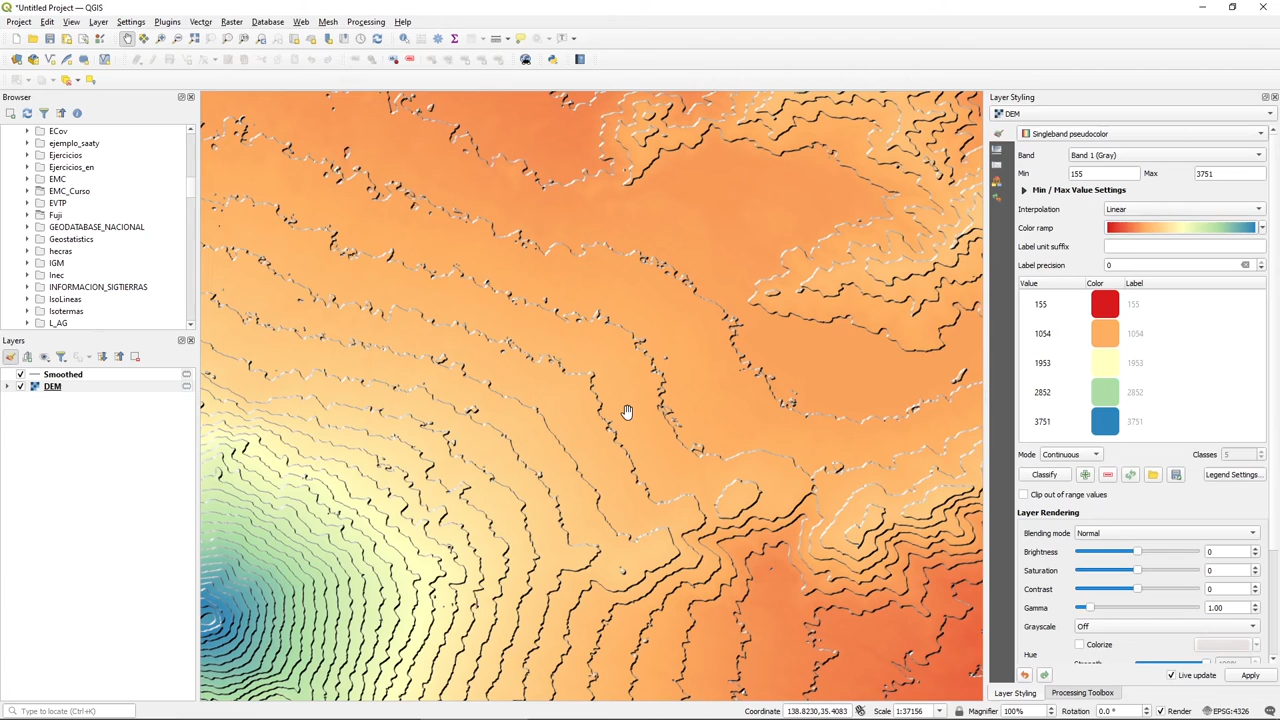 *Untitled Project — QGIS
Project Edit View Layer Settings Plugins Vector Raster Database Web Mesh Processing Help
Browser
ECov
ejemplo_saaty
Ejercicios
Ejercicios_en
EMC
EMC_Curso
EVTP
Fuji
GEODATABASE_NACIONAL
Geostatistics
hecras
IGM
Inec
INFORMACION_SIGTIERRAS
IsoLineas
Isotermas
L_AG
Layers
Smoothed
DEM
Layer Styling
DEM
Singleband pseudocolor
Band Band 1 (Gray)
Min 155 Max 3751
Min / Max Value Settings
Interpolation Linear
Color ramp
Label unit suffix
Label precision 0
Value Color Label
155 155
1054 1054
1953 1953
2852 2852
3751 3751
Mode Continuous Classes 5
Classify Legend Settings...
Clip out of range values
Layer Rendering
Blending mode Normal
Brightness 0
Saturation 0
Contrast 0
Gamma 1.00
Grayscale Off
Colorize
Hue
Live update Apply
Layer Styling Processing Toolbox
Type to locate (Ctrl+K) Coordinate 138.8230,35.4083 Scale 1:37156 Magnifier 100% Rotation 0.0 ° Render EPSG:4326